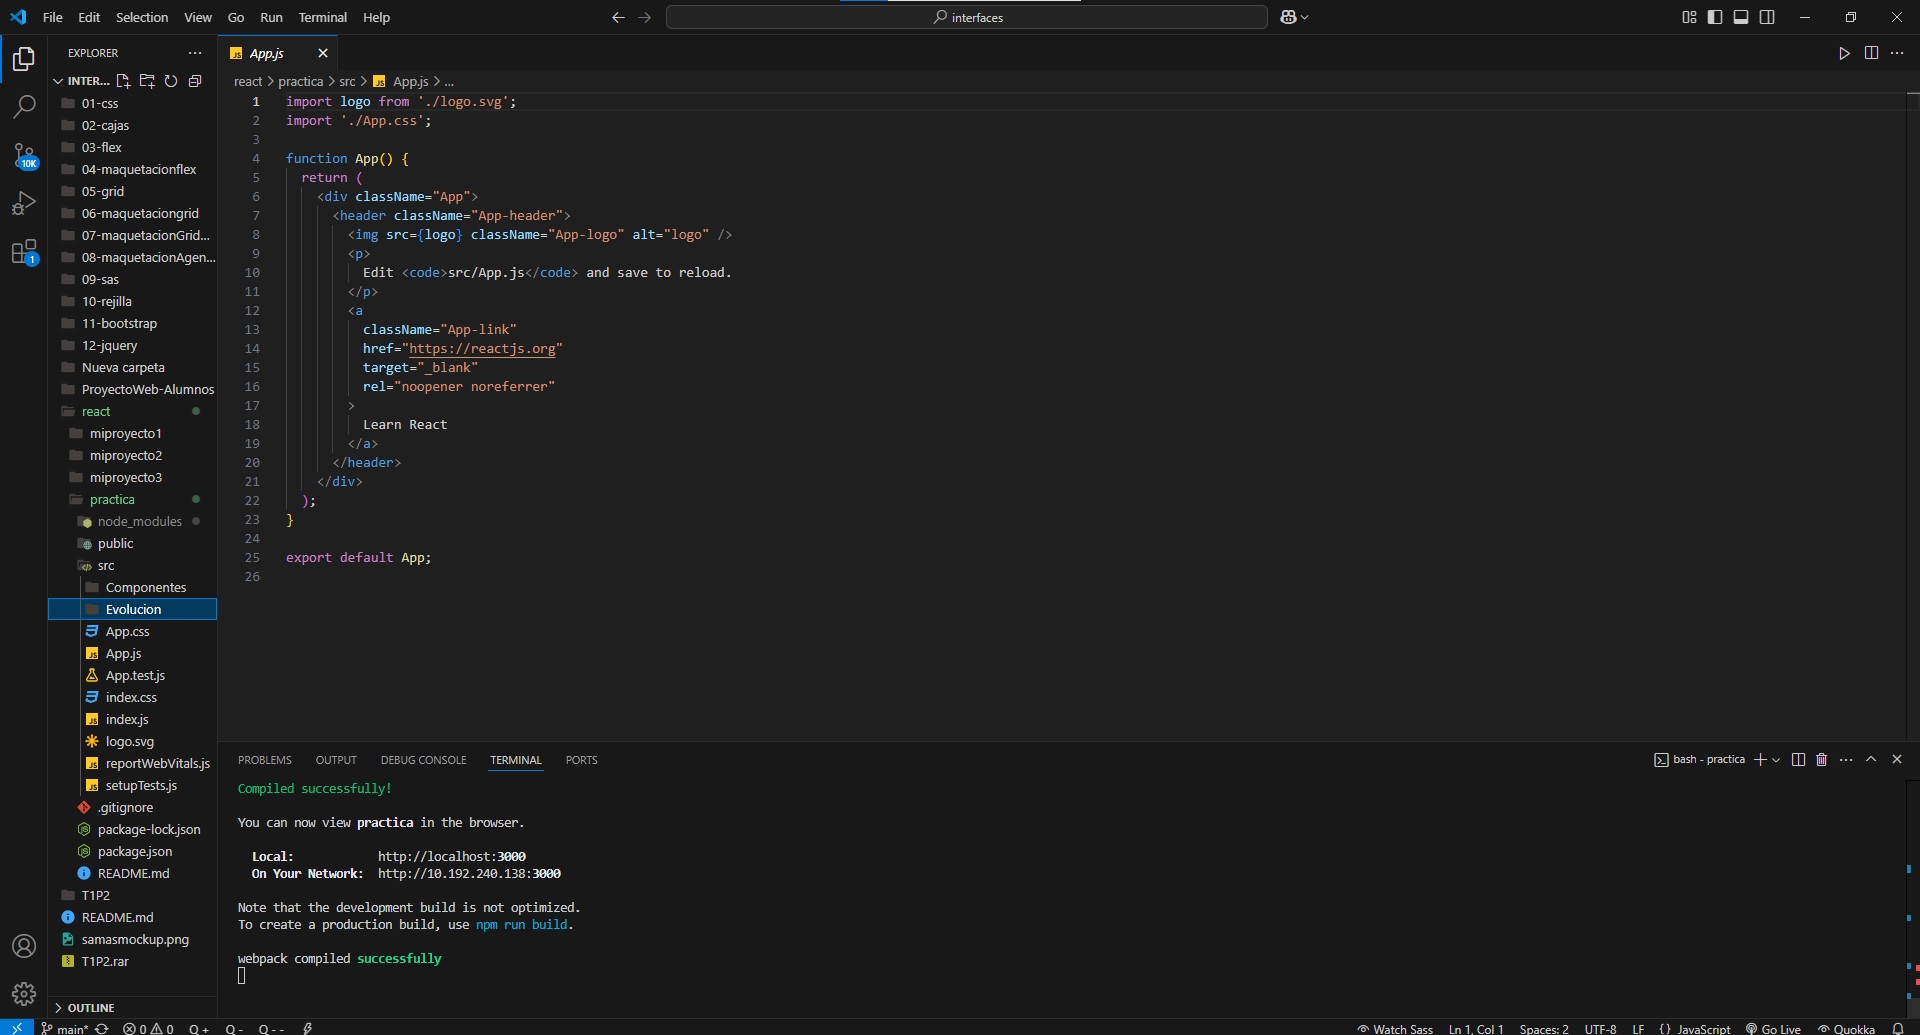 File Edit Selection View Go Run Terminal Help
interfaces
EXPLORER
INTER...
01-css
02-cajas
03-flex
04-maquetacionflex
05-grid
06-maquetaciongrid
07-maquetacionGrid...
08-maquetacionAgen...
09-sas
10-rejilla
11-bootstrap
12-jquery
Nueva carpeta
ProyectoWeb-Alumnos
react
miproyecto1
miproyecto2
miproyecto3
practica
node_modules
public
src
Componentes
Evolucion
App.css
App.js
App.test.js
index.css
index.js
logo.svg
reportWebVitals.js
setupTests.js
.gitignore
package-lock.json
package.json
README.md
T1P2
README.md
samasmockup.png
T1P2.rar
OUTLINE
10K
1
JS App.js
react > practica > src > JS App.js > ...
1 import logo from './logo.svg';
2 import './App.css';
3
4 function App() {
5 return (
6 <div className="App">
7 <header className="App-header">
8 <img src={logo} className="App-logo" alt="logo" />
9 <p>
10 Edit <code>src/App.js</code> and save to reload.
11 </p>
12 <a
13 className="App-link"
14 href="https://reactjs.org"
15 target="_blank"
16 rel="noopener noreferrer"
17 >
18 Learn React
19 </a>
20 </header>
21 </div>
22 );
23 }
24
25 export default App;
26
PROBLEMS OUTPUT DEBUG CONSOLE TERMINAL PORTS
bash - practica
Compiled successfully!
You can now view practica in the browser.
Local: http://localhost:3000
On Your Network: http://10.192.240.138:3000
Note that the development build is not optimized.
To create a production build, use npm run build.
webpack compiled successfully
main* 0 0 Q + Q - Q - - Watch Sass Ln 1, Col 1 Spaces: 2 UTF-8 LF {} JavaScript Go Live Quokka